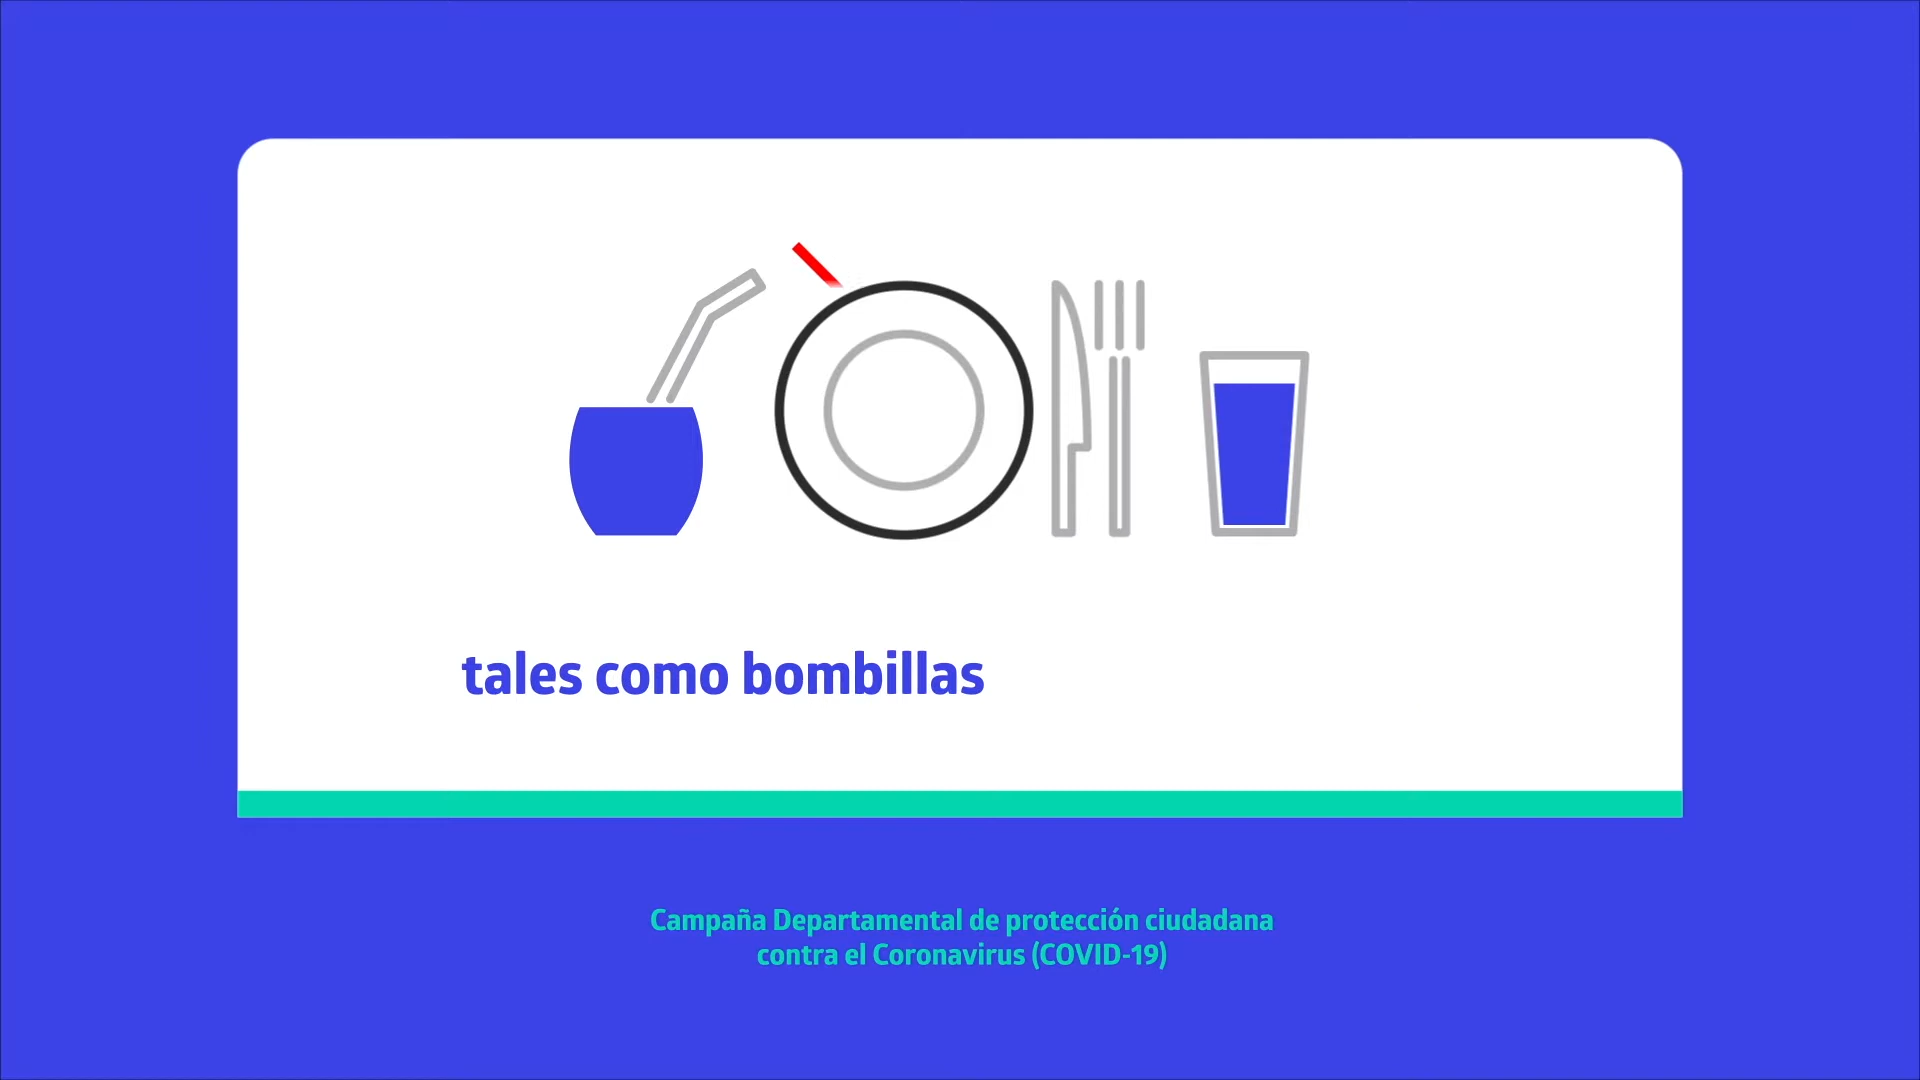 tales como bombillas
Campaña Departamental de protección ciudadana
contra el Coronavirus (COVID-19)